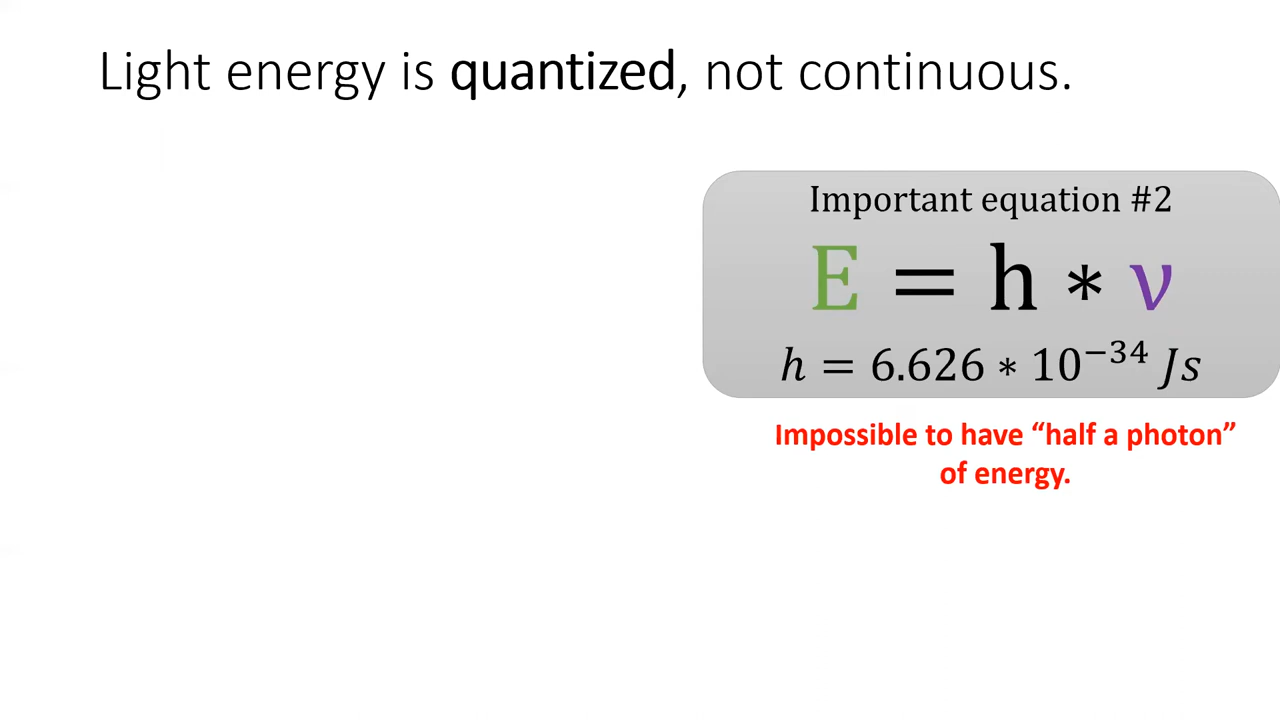 Light energy is quantized, not continuous.
Important equation #2
E = h ∗ ν
h = 6.626 ∗ 10⁻³⁴ Js
Impossible to have “half a photon”
of energy.